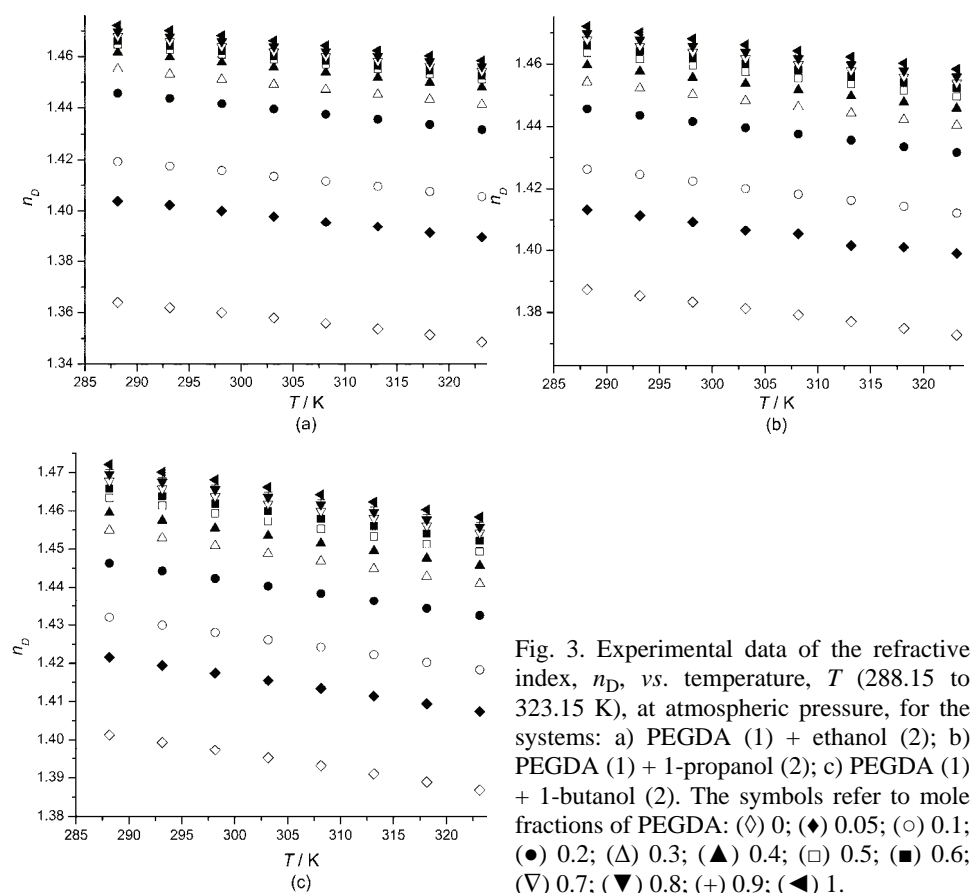 1.46
1.44
1.42
1.40
1.38
1.36
1.34
n_D
285 290 295 300 305 310 315 320
T / K
(a)
1.46
1.44
1.42
1.40
1.38
n_D
285 290 295 300 305 310 315 320
T / K
(b)
1.47
1.46
1.45
1.44
1.43
1.42
1.41
1.40
1.39
1.38
n_D
285 290 295 300 305 310 315 320
T / K
(c)
Fig. 3. Experimental data of the refractive
index, n_D, vs. temperature, T (288.15 to
323.15 K), at atmospheric pressure, for the
systems: a) PEGDA (1) + ethanol (2); b)
PEGDA (1) + 1-propanol (2); c) PEGDA (1)
+ 1-butanol (2). The symbols refer to mole
fractions of PEGDA: (◊) 0; (♦) 0.05; (○) 0.1;
(●) 0.2; (Δ) 0.3; (▲) 0.4; (□) 0.5; (■) 0.6;
(∇) 0.7; (▼) 0.8; (+) 0.9; (◄) 1.